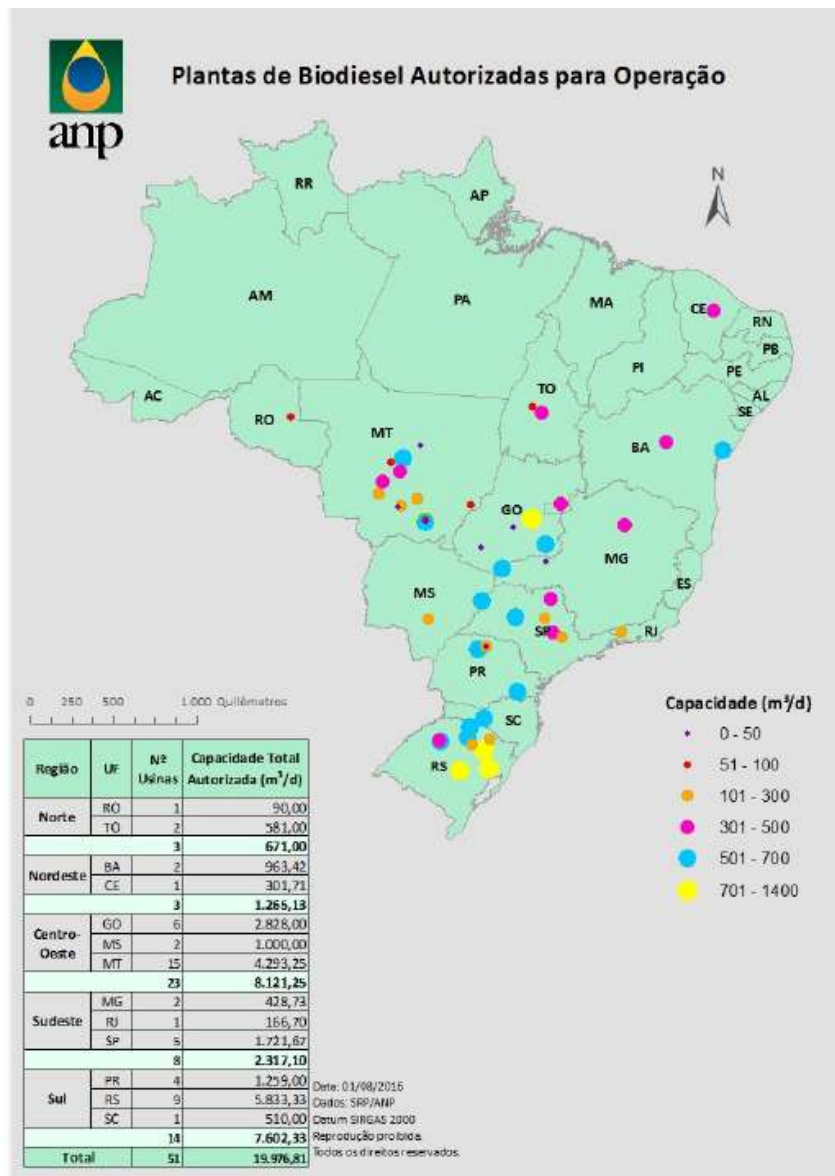 anp
Plantas de Biodiesel Autorizadas para Operação
N
RR
AP
AM
PA
MA
CE
RN
PB
PI
PE
AC
TO
AL
SE
RO
MT
BA
GO
MG
MS
ES
SP
RJ
PR
SC
RS
0 250 500 1.000 Quilômetros
Capacidade (m³/d)
0 - 50
51 - 100
101 - 300
301 - 500
501 - 700
701 - 1400
Região UF Nº Usinas Capacidade Total Autorizada (m³/d)
Norte RO 1 90,00
TO 2 581,00
3 671,00
Nordeste BA 2 963,42
CE 1 301,71
3 1.265,13
Centro-Oeste GO 6 2.828,00
MS 2 1.000,00
MT 15 4.293,25
23 8.121,25
Sudeste MG 2 428,73
RJ 1 166,70
SP 5 1.721,67
8 2.317,10
Sul PR 4 1.259,00
RS 9 5.833,33
SC 1 510,00
14 7.602,33
Total 51 19.976,81
Data: 01/08/2016
Dados: SRP/ANP
Datum SIRGAS 2000
Reprodução proibida.
Todos os direitos reservados.